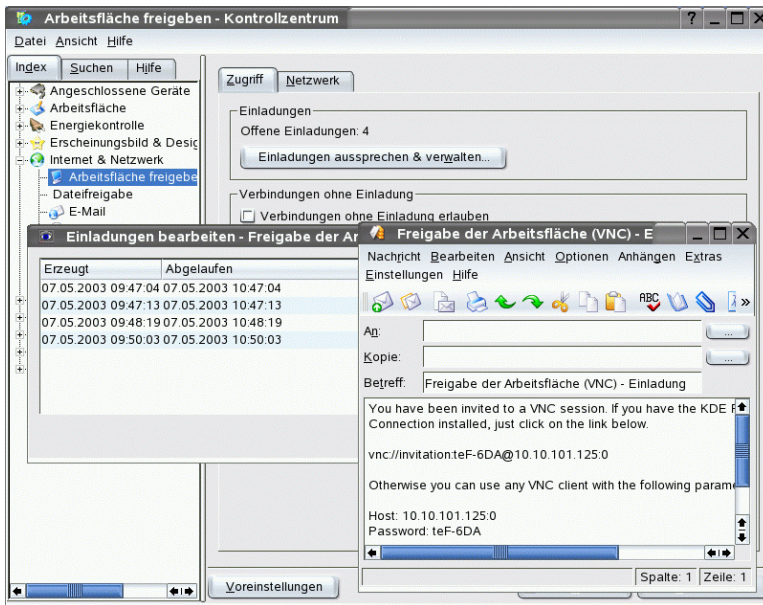 Arbeitsfläche freigeben - Kontrollzentrum
Datei Ansicht Hilfe
Index Suchen Hilfe
Angeschlossene Geräte
Arbeitsfläche
Energiekontrolle
Erscheinungsbild & Desig
Internet & Netzwerk
Arbeitsfläche freigebe
Dateifreigabe
E-Mail
Zugriff Netzwerk
Einladungen
Offene Einladungen: 4
Einladungen aussprechen & verwalten...
Verbindungen ohne Einladung
Verbindungen ohne Einladung erlauben
Voreinstellungen
Einladungen bearbeiten - Freigabe der Ar
Erzeugt Abgelaufen
07.05.2003 09:47:04 07.05.2003 10:47:04
07.05.2003 09:47:13 07.05.2003 10:47:13
07.05.2003 09:48:19 07.05.2003 10:48:19
07.05.2003 09:50:03 07.05.2003 10:50:03
Freigabe der Arbeitsfläche (VNC) - E
Nachricht Bearbeiten Ansicht Optionen Anhängen Extras
Einstellungen Hilfe
ABC
An: ...
Kopie: ...
Betreff: Freigabe der Arbeitsfläche (VNC) - Einladung
You have been invited to a VNC session. If you have the KDE
Connection installed, just click on the link below.
vnc://invitation:teF-6DA@10.10.101.125:0
Otherwise you can use any VNC client with the following parame
Host: 10.10.101.125:0
Password: teF-6DA
Spalte: 1 Zeile: 1